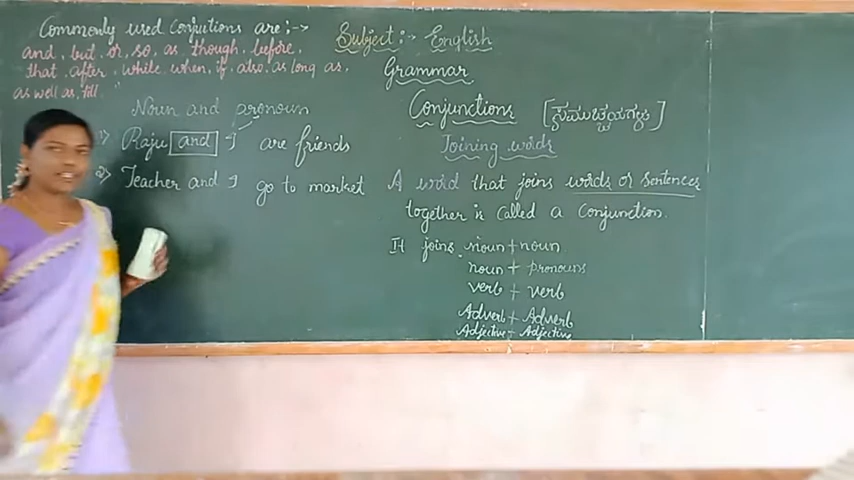 Commonly used Conjuctions are :->
and, but, or, so, as though, before,
that, after, while, when, if, also, as long as,
as well as, till.
Noun and pronoun
1) Raju and I are friends
2) Teacher and I go to market
Subject :- English
Grammar
Conjunctions
Joining words
A word that joins words or sentences
together is called a conjunction.
It joins noun + noun
noun + pronouns
verb + verb
Adverb + Adverb
Adjective + Adjective